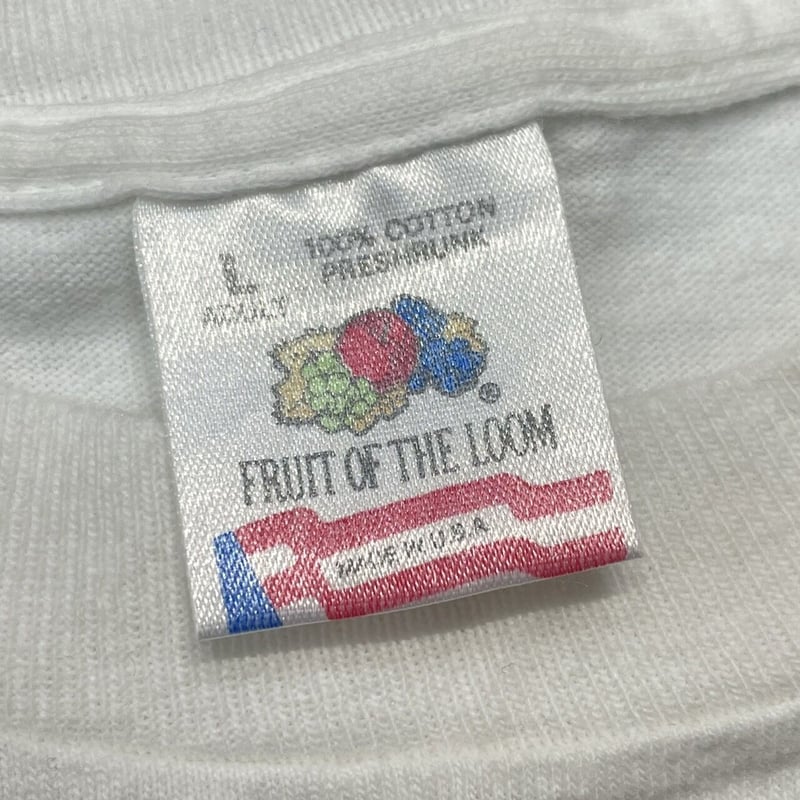 100% COTTON
PRESHRUNK
L
ADULT
®
FRUIT OF THE LOOM
MADE IN U.S.A